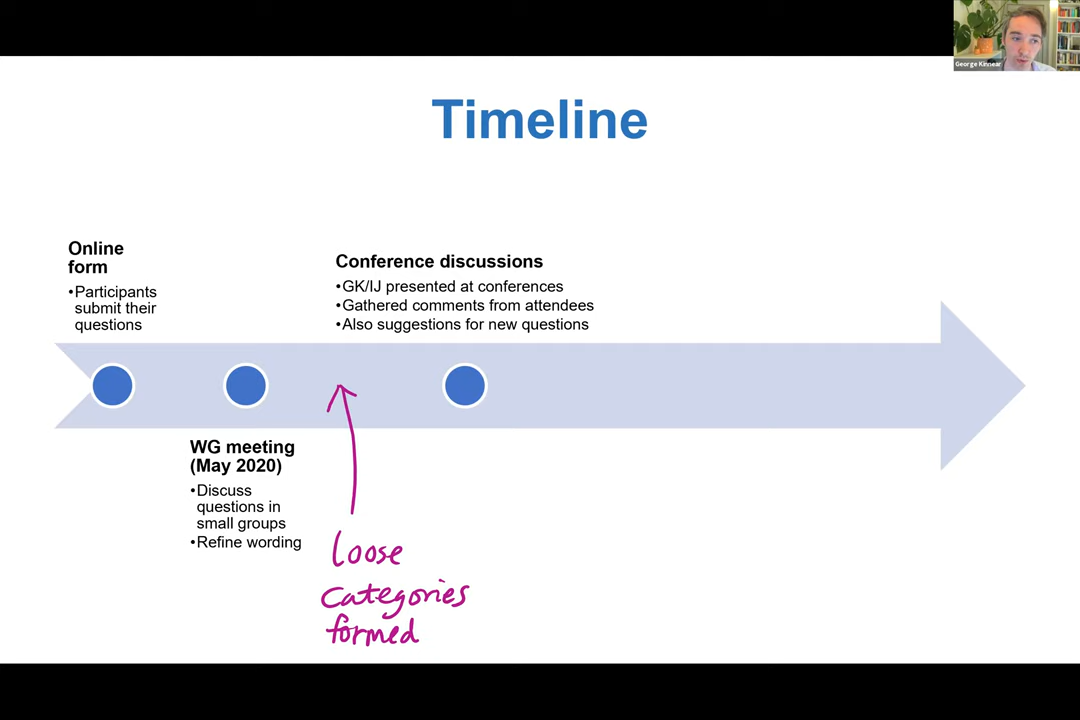 George Kinnear
Timeline
Online
form
•Participants
submit their
questions
Conference discussions
•GK/IJ presented at conferences
•Gathered comments from attendees
•Also suggestions for new questions
WG meeting
(May 2020)
•Discuss
questions in
small groups
•Refine wording
loose
categories
formed